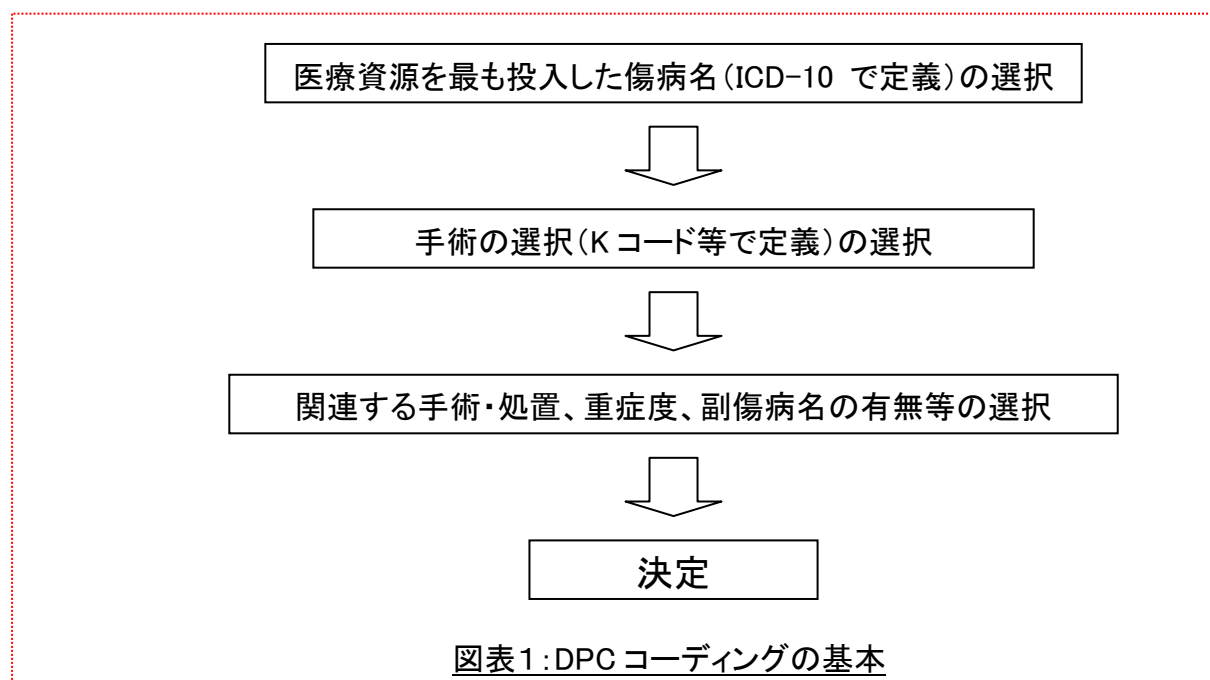 医療資源を最も投入した傷病名(ICD-10 で定義)の選択
手術の選択(K コード等で定義)の選択
関連する手術・処置、重症度、副傷病名の有無等の選択
決定
図表1:DPC コーディングの基本